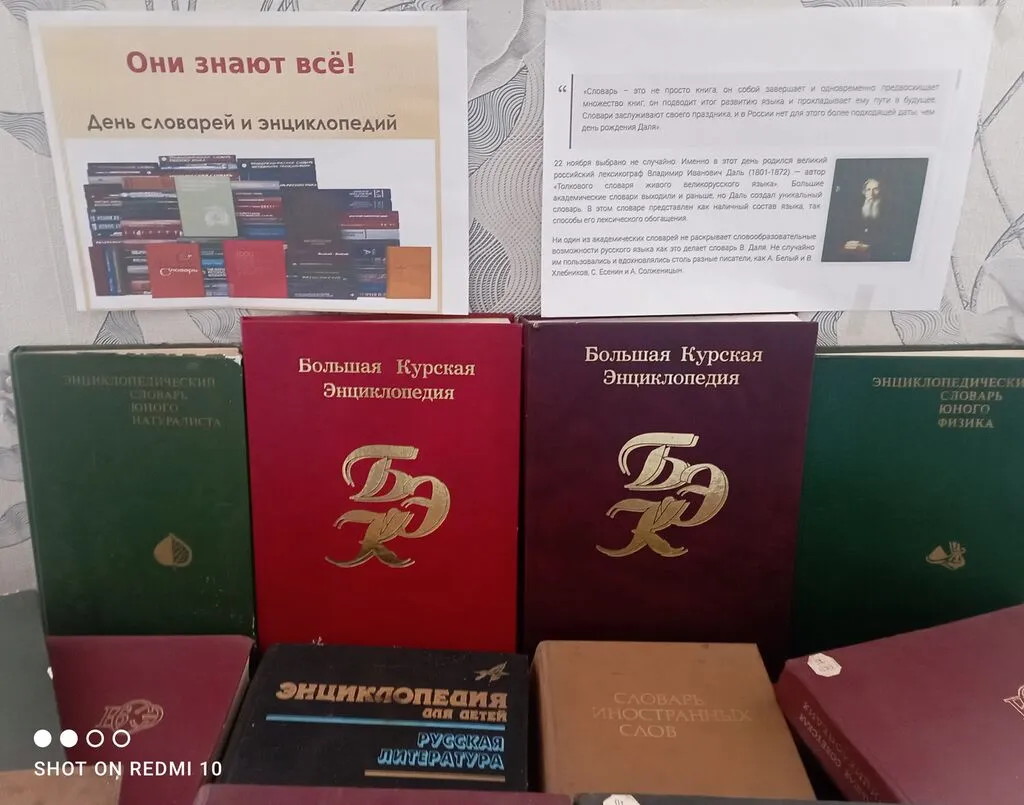 Они знают всё!
День словарей и энциклопедий
Словарь
“ «Словарь – это не просто книга, он собой завершает и одновременно предвосхищает
множество книг, он подводит итог развитию языка и прокладывает ему пути в будущее.
Словари заслуживают своего праздника, и в России нет для этого более подходящей даты, чем
день рождения Даля».
22 ноября выбрано не случайно. Именно в этот день родился великий
российский лексикограф Владимир Иванович Даль (1801-1872) — автор
«Толкового словаря живого великорусского языка». Большие
академические словари выходили и раньше, но Даль создал уникальный
словарь. В этом словаре представлен как наличный состав языка, так
способы его лексического обогащения.
Ни один из академических словарей не раскрывает словообразовательные
возможности русского языка как это делает словарь В. Даля. Не случайно
им пользовались и вдохновлялись столь разные писатели, как А. Белый и В.
Хлебников, С. Есенин и А. Солженицын.
ЭНЦИКЛОПЕДИЧЕСКИЙ
СЛОВАРЬ
ЮНОГО
НАТУРАЛИСТА
Большая Курская
Энциклопедия
БЭК
Большая Курская
Энциклопедия
БЭК
ЭНЦИКЛОПЕДИЧЕСКИ
СЛОВАРЬ
ЮНОГО
ФИЗИКА
БЭ
ЭНЦИКЛОПЕДИЯ
ДЛЯ ДЕТЕЙ
РУССКАЯ
ЛИТЕРАТУРА
СЛОВАРЬ
ИНОСТРАННЫХ
СЛОВ
SHOT ON REDMI 10